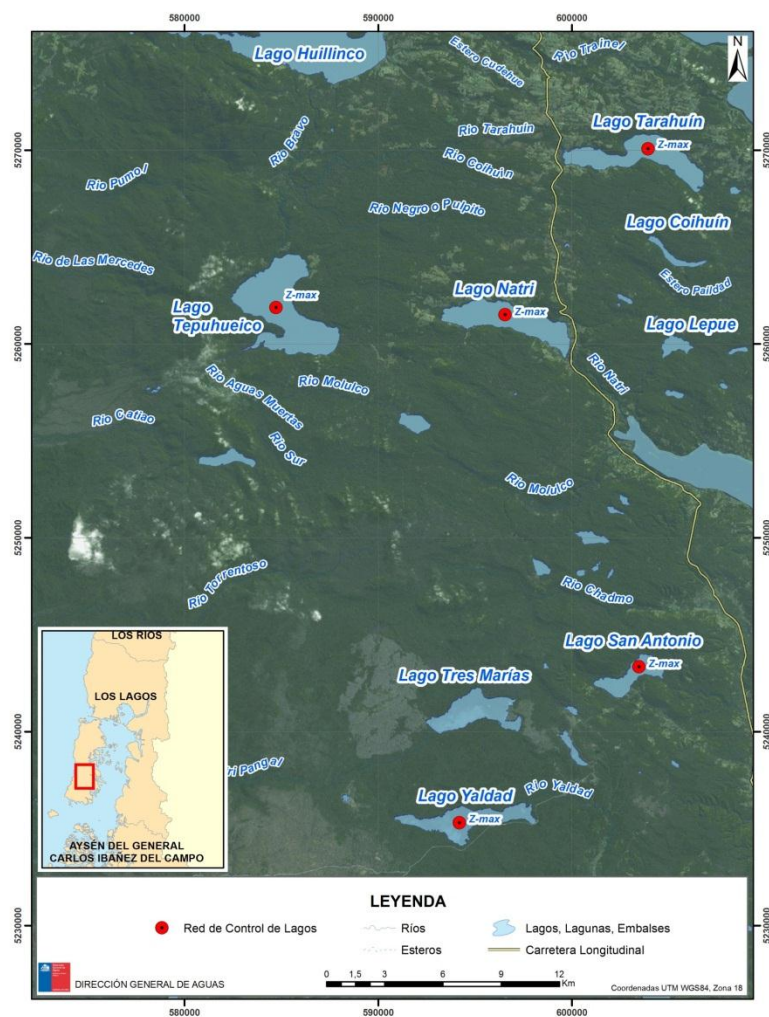 580000
590000
600000
N
Lago Huillinco
Estero Cudehue
Río Trainel
Río Bravo
Río Tarahuin
Lago Tarahuín
Z-max
5270000
5270000
Río Pumol
Río Coihuin
Río Negro o Pulpito
Lago Coihuín
Río de Las Mercedes
Estero Paildad
Lago
Tepuhueico
Z-max
Lago Natri
Z-max
Lago Lepue
5260000
5260000
Río Natri
Río Molulco
Río Aguas Muertas
Río Catiao
Río Sur
Río Molulco
5250000
5250000
Río Torrentoso
Río Chadmo
Lago San Antonio
Z-max
Lago Tres Marías
5240000
5240000
Río Yaldad
Lago Yaldad
Z-max
LOS RIOS
LOS LAGOS
AYSÉN DEL GENERAL
CARLOS IBAÑEZ DEL CAMPO
LEYENDA
Red de Control de Lagos
Ríos
Lagos, Lagunas, Embalses
Esteros
Carretera Longitudinal
5230000
5230000
DIRECCIÓN GENERAL DE AGUAS
0 1,5 3 6 9 12
Km
Coordenadas UTM WGS84, Zona 18
580000
590000
600000